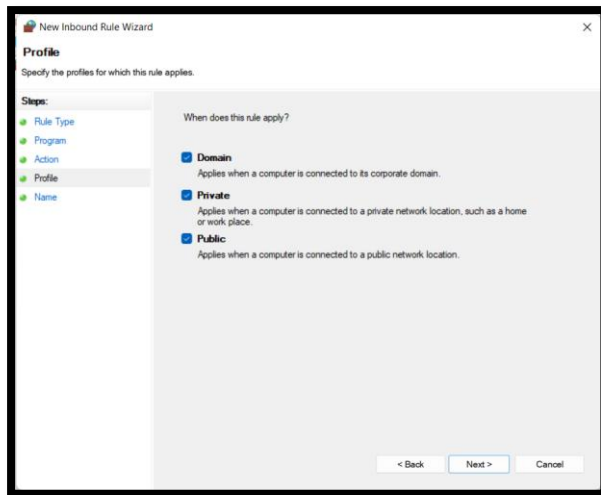 New Inbound Rule Wizard
Profile
Specify the profiles for which this rule applies.
Steps:
Rule Type
Program
Action
Profile
Name
When does this rule apply?
Domain
Applies when a computer is connected to its corporate domain.
Private
Applies when a computer is connected to a private network location, such as a home
or work place.
Public
Applies when a computer is connected to a public network location.
< Back
Next >
Cancel